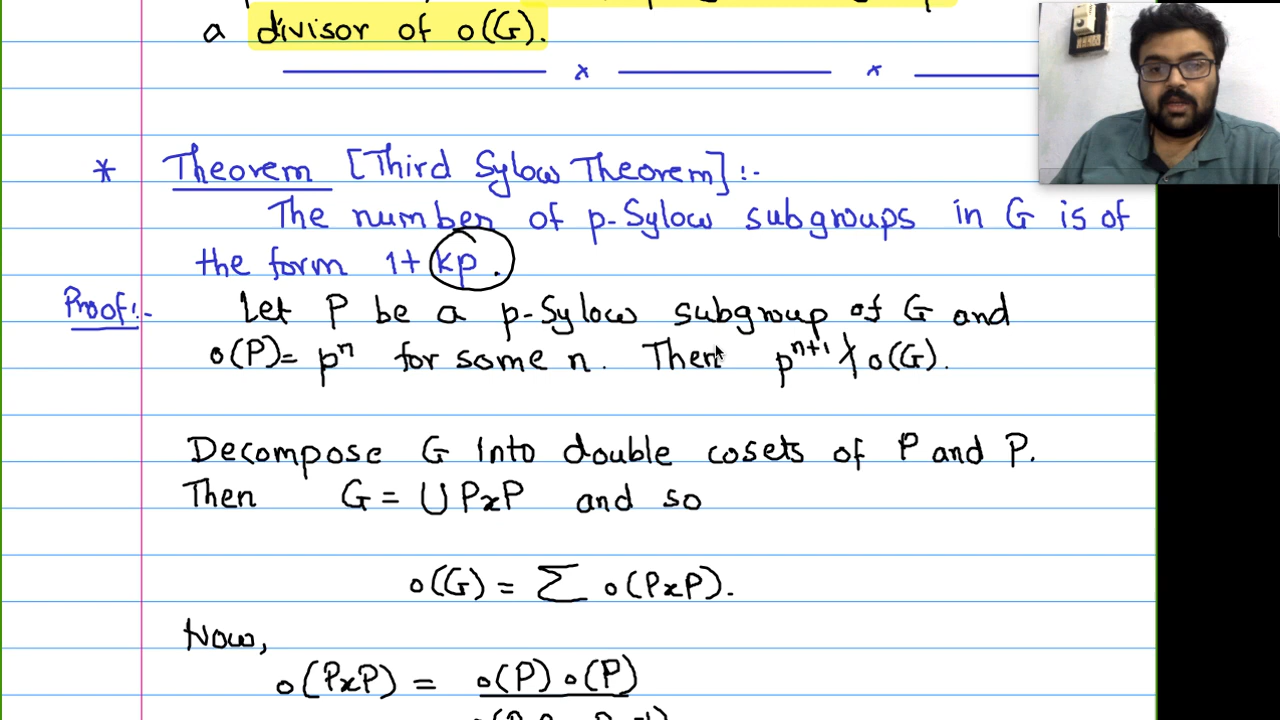 a divisor of o(G).
* Theorem [Third Sylow Theorem] :-
The number of p-Sylow subgroups in G is of
the form 1+ kp.
Proof:- Let P be a p-Sylow subgroup of G and
o(P)= pⁿ for some n. Then pⁿ⁺¹ ∤ o(G).
Decompose G into double cosets of P and P.
Then G = ∪ PxP and so
o(G) = ∑ o(PxP).
Now,
o(PxP) = o(P) o(P)